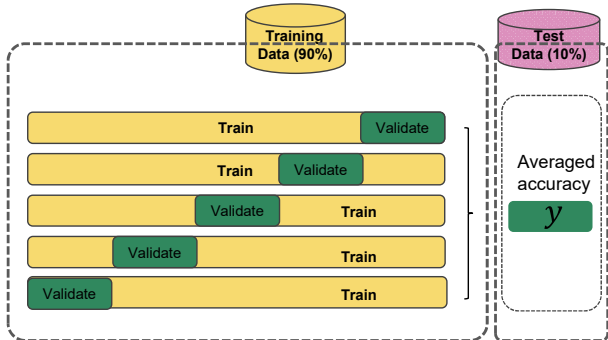 Training
Data (90%)
Test
Data (10%)
Train
Validate
Train
Validate
Validate
Train
Validate
Train
Validate
Train
Averaged
accuracy
y